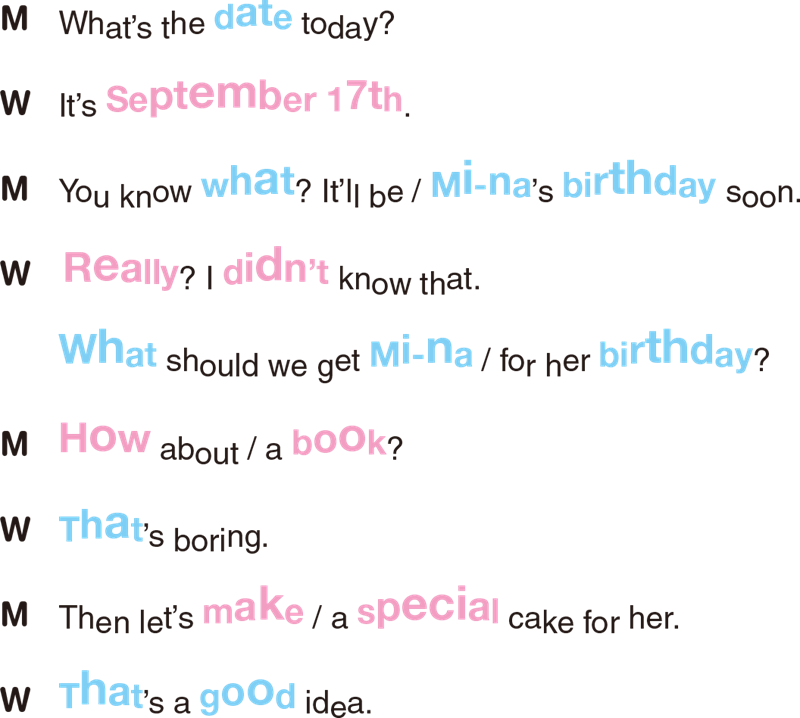 M What's the date today?
W It's September 17th.
M You know what? It'll be / Mi-na's birthday soon.
W Really? I didn't know that.
What should we get Mi-na / for her birthday?
M How about / a book?
W That's boring.
M Then let's make / a special cake for her.
W That's a good idea.